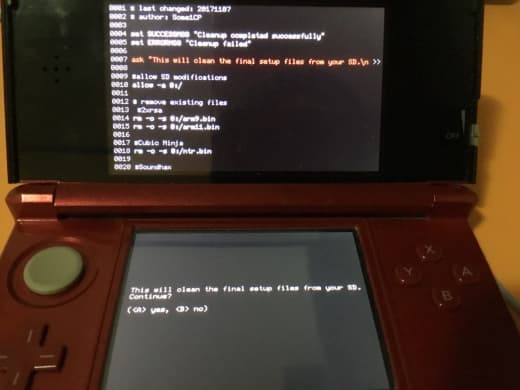 0001 # last changed: 20171107
0002 # author: Some1CP
0003
0004 set SUCCESSMSG "Cleanup completed successfully"
0005 set ERRORMSG "Cleanup failed"
0006
0007 ask "This will clean the final setup files from your SD.\n >>
0008
0009 #allow SD modifications
0010 allow -a 0:/
0011
0012 # remove existing files
0013 #2xrsa
0014 rm -o -s 0:/arm9.bin
0015 rm -o -s 0:/arm11.bin
0016
0017 #Cubic Ninja
0018 rm -o -s 0:/ntr.bin
0019
0020 #Soundhax
OFF
This will clean the final setup files from your SD.
Continue?
(<A> yes, <B> no)
X
Y
A
B